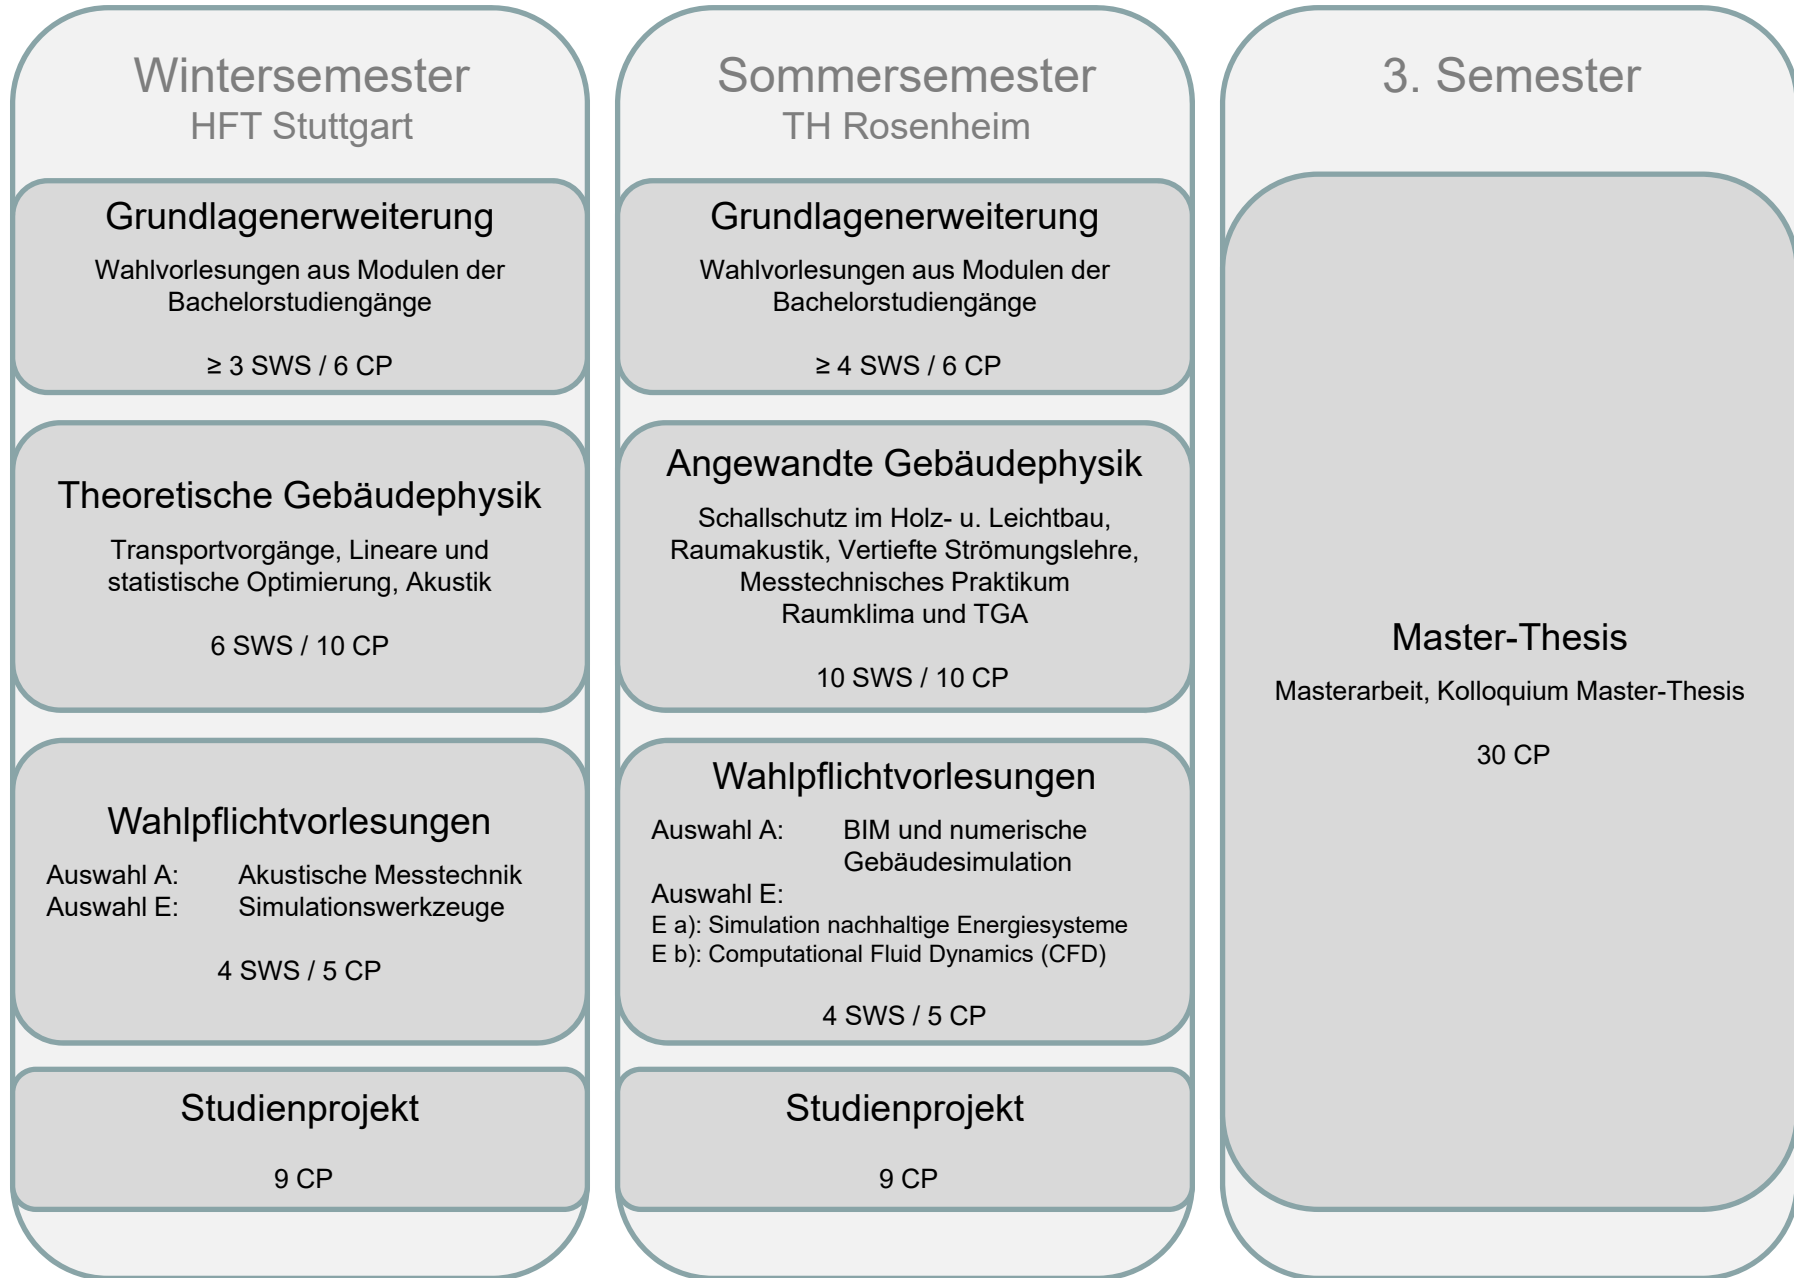 Wintersemester
HFT Stuttgart
Grundlagenerweiterung
Wahlvorlesungen aus Modulen der
Bachelorstudiengänge
≥ 3 SWS / 6 CP
Theoretische Gebäudephysik
Transportvorgänge, Lineare und
statistische Optimierung, Akustik
6 SWS / 10 CP
Wahlpflichtvorlesungen
Auswahl A: Akustische Messtechnik
Auswahl E: Simulationswerkzeuge
4 SWS / 5 CP
Studienprojekt
9 CP
Sommersemester
TH Rosenheim
Grundlagenerweiterung
Wahlvorlesungen aus Modulen der
Bachelorstudiengänge
≥ 4 SWS / 6 CP
Angewandte Gebäudephysik
Schallschutz im Holz- u. Leichtbau,
Raumakustik, Vertiefte Strömungslehre,
Messtechnisches Praktikum
Raumklima und TGA
10 SWS / 10 CP
Wahlpflichtvorlesungen
Auswahl A: BIM und numerische
Gebäudesimulation
Auswahl E:
E a): Simulation nachhaltige Energiesysteme
E b): Computational Fluid Dynamics (CFD)
4 SWS / 5 CP
Studienprojekt
9 CP
3. Semester
Master-Thesis
Masterarbeit, Kolloquium Master-Thesis
30 CP